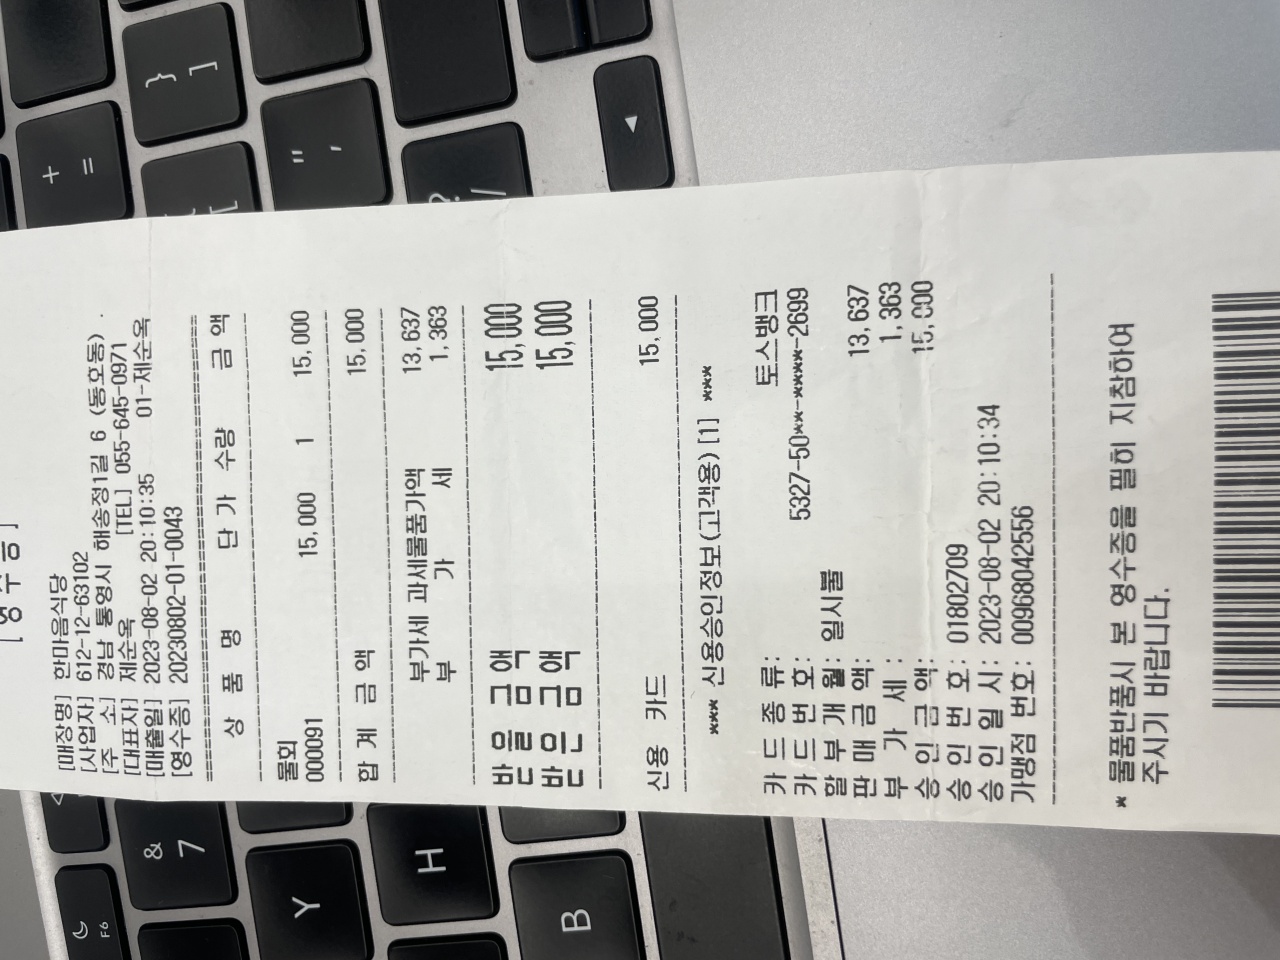 [영수증]
[매장명] 한마음식당
[사업자] 612-12-63102
[주 소] 경남 통영시 해송정1길 6 (동호동) .
[대표자] 제순옥 [TEL] 055-645-0971
[매출일] 2023-08-02 20:10:35 01-제순옥
[영수증] 20230802-01-0043
상 품 명 단 가 수량 금 액
물회
000091 15,000 1 15,000
합 계 금 액 15,000
부가세 과세물품가액 13,637
부 가 세 1,363
받을금액 15,000
받은금액 15,000
신용 카드 15,000
*** 신용승인정보(고객용) [1] ***
카 드 종 류: 토스뱅크
카 드 번 호: 5327-50**-****-2699
할 부 개 월: 일시불
판 매 금 액: 13,637
부 가 세 : 1,363
승 인 금 액: 15,000
승 인 번 호: 01802709
승 인 일 시: 2023-08-02 20:10:34
가맹점 번호: 00968042556
* 물품반품시 본 영수증을 필히 지참하여
주시기 바랍니다.
+
=
}
]
{
[
"
'
?
/
◀
&
7
F6
Y
H
B